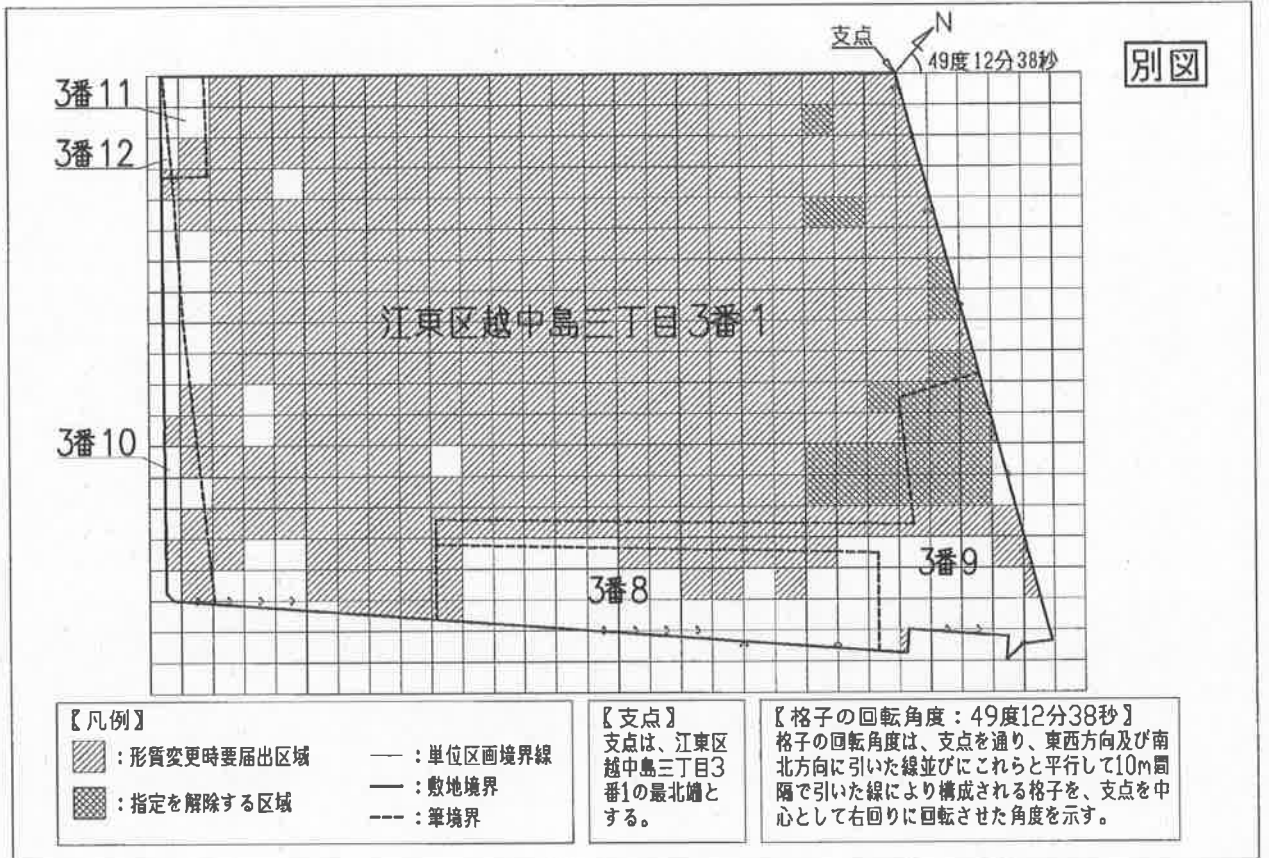 別図
支点
N
49度12分38秒
3番11
3番12
江東区越中島三丁目3番1
3番10
3番9
3番8
【凡例】
：形質変更時要届出区域
：指定を解除する区域
：単位区画境界線
：敷地境界
：筆境界
【支点】
支点は、江東区
越中島三丁目3
番1の最北端と
する。
【格子の回転角度：49度12分38秒】
格子の回転角度は、支点を通り、東西方向及び南
北方向に引いた線並びにこれらと平行して10m間
隔で引いた線により構成される格子を、支点を中
心として右回りに回転させた角度を示す。